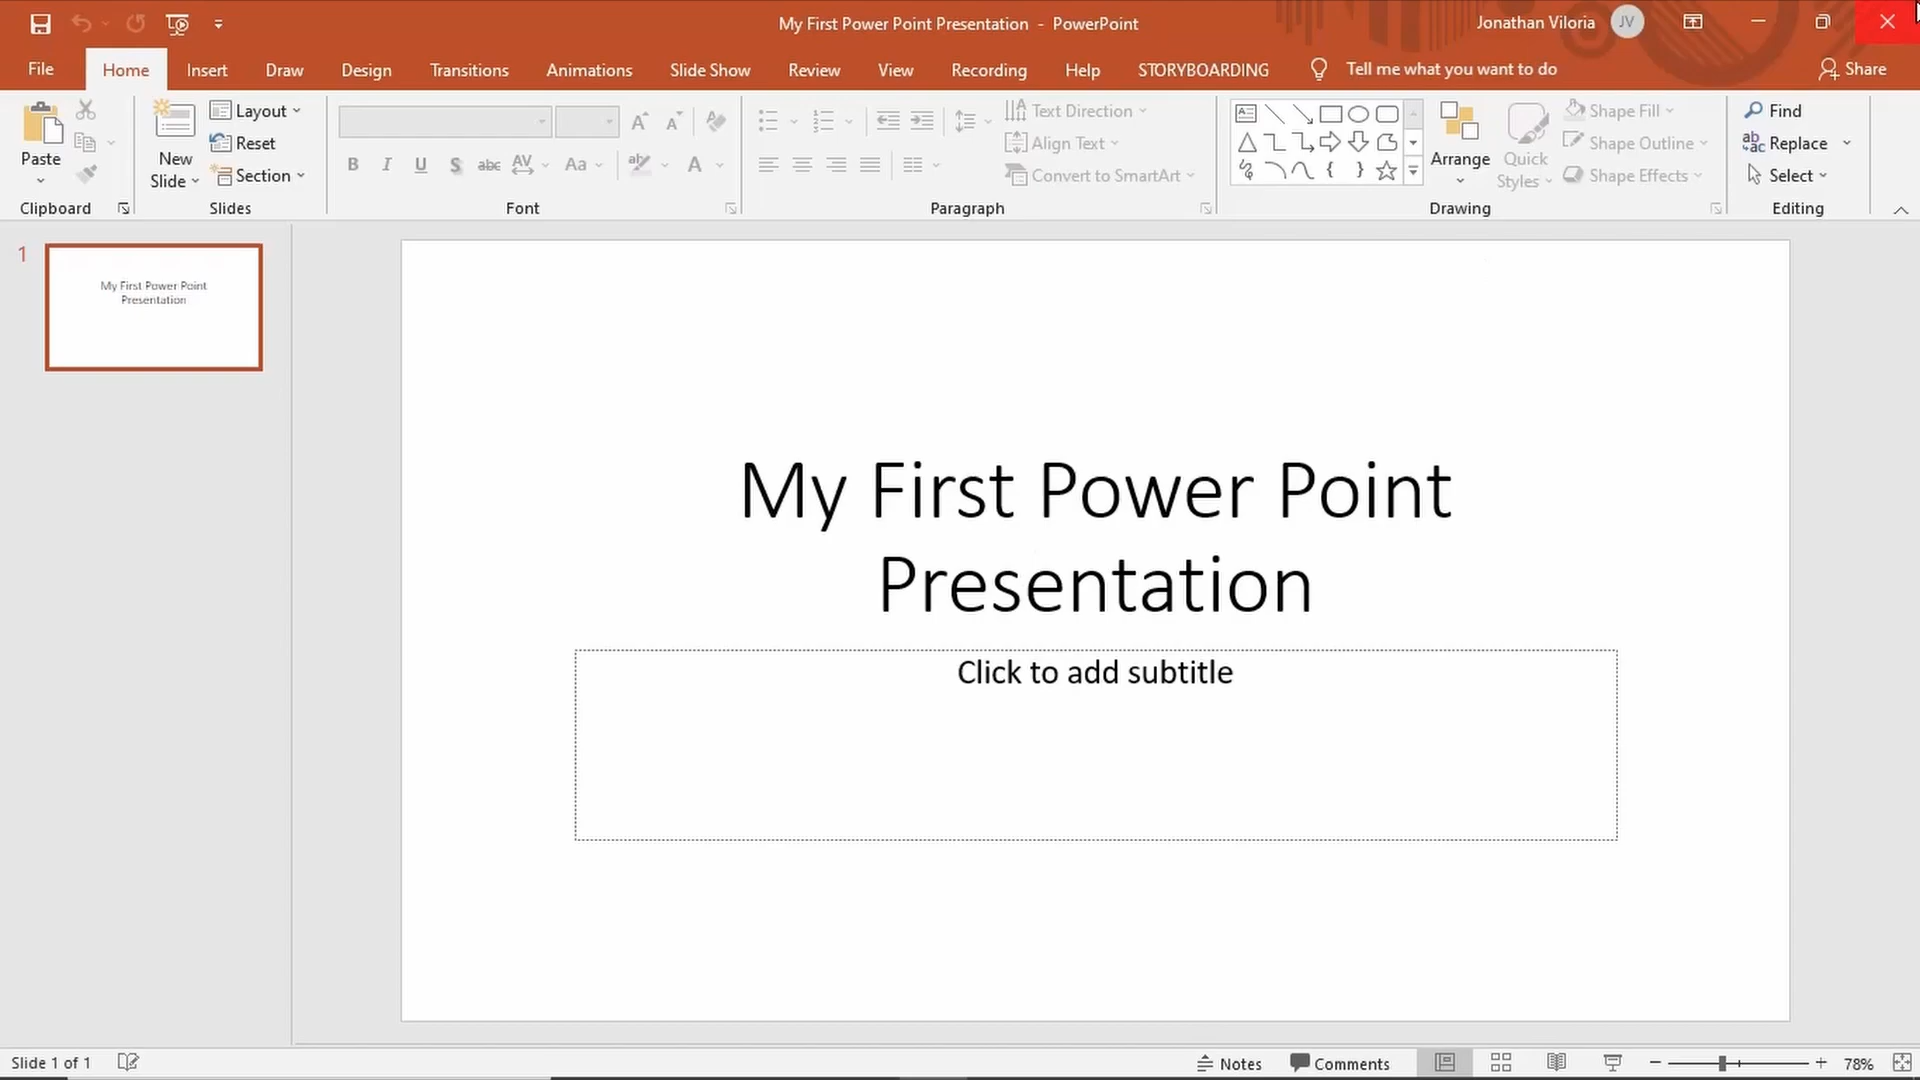 My First Power Point Presentation - PowerPoint
Jonathan Viloria
JV
File
Home
Insert
Draw
Design
Transitions
Animations
Slide Show
Review
View
Recording
Help
STORYBOARDING
Tell me what you want to do
Share
Paste
Clipboard
New
Slide
Layout
Reset
Section
Slides
B
I
U
S
abc
AV
Aa
A
Font
Text Direction
Align Text
Convert to SmartArt
Paragraph
Arrange
Quick
Styles
Shape Fill
Shape Outline
Shape Effects
Drawing
Find
Replace
Select
Editing
1
My First Power Point
Presentation
My First Power Point
Presentation
Click to add subtitle
Slide 1 of 1
Notes
Comments
78%